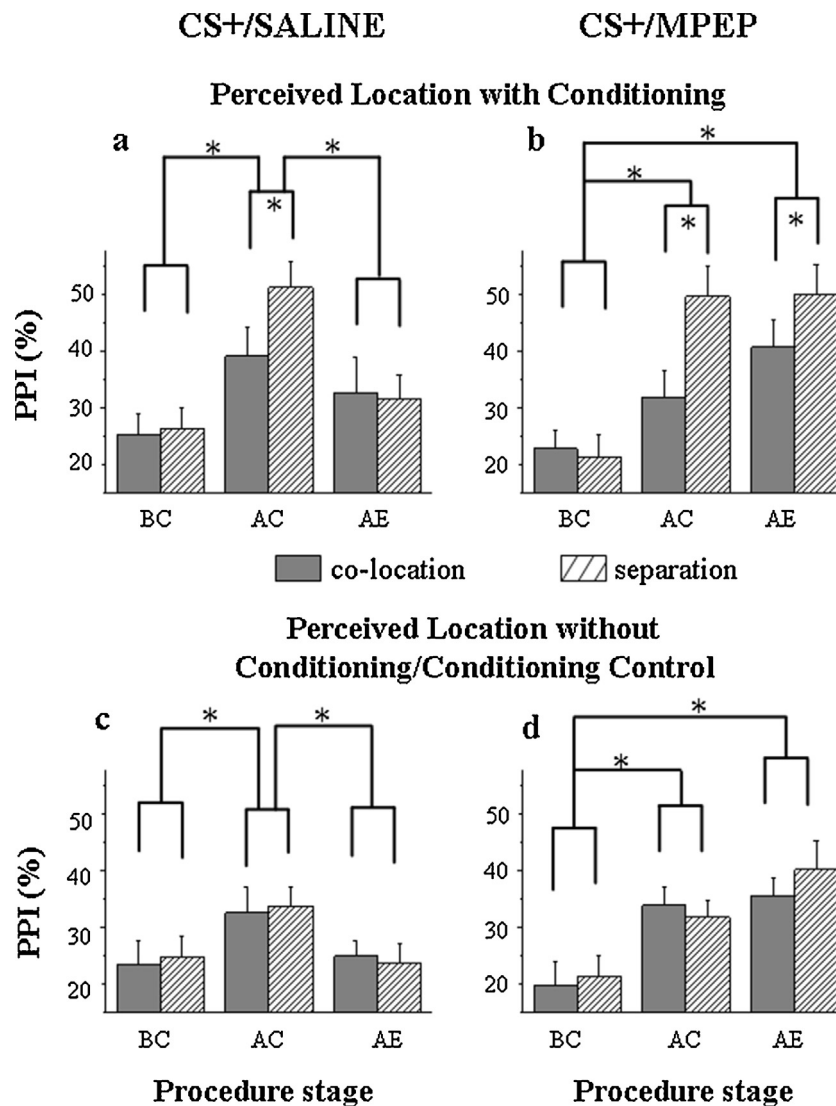 CS+/SALINE CS+/MPEP
Perceived Location with Conditioning
a b
* * * * * * *
PPI (%)
50 50
40 40
30 30
20 20
BC AC AE BC AC AE
co-location separation
Perceived Location without
Conditioning/Conditioning Control
c d
* * * *
PPI (%)
50 50
40 40
30 30
20 20
BC AC AE BC AC AE
Procedure stage Procedure stage